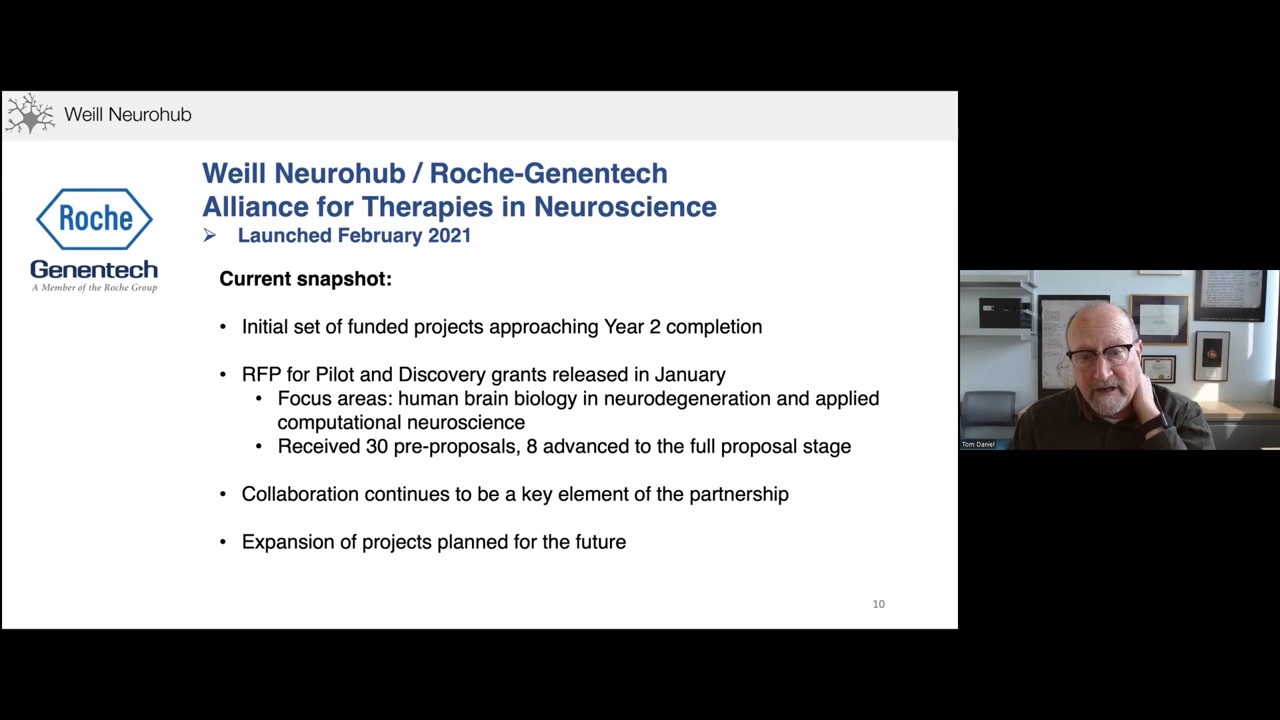 Weill Neurohub
Roche
Genentech
A Member of the Roche Group
Weill Neurohub / Roche-Genentech
Alliance for Therapies in Neuroscience
➢ Launched February 2021
Current snapshot:
• Initial set of funded projects approaching Year 2 completion
• RFP for Pilot and Discovery grants released in January
• Focus areas: human brain biology in neurodegeneration and applied
computational neuroscience
• Received 30 pre-proposals, 8 advanced to the full proposal stage
• Collaboration continues to be a key element of the partnership
• Expansion of projects planned for the future
10
Tom Daniel